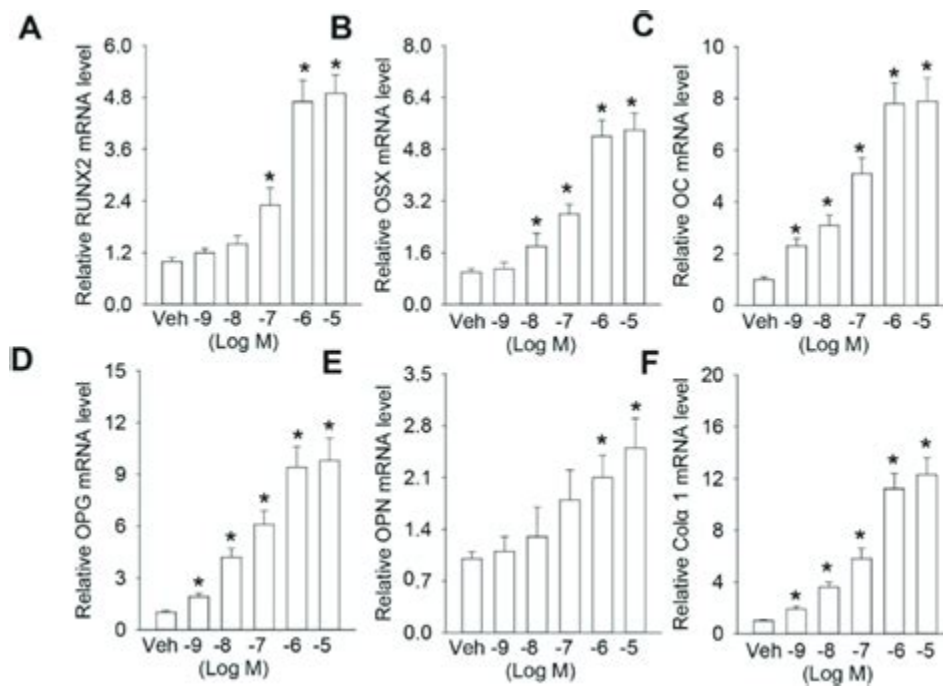 A
Relative RUNX2 mRNA level
6.0
4.8
3.6
2.4
1.2
0.0
* * *
Veh -9 -8 -7 -6 -5
(Log M)
B
Relative OSX mRNA level
8.0
6.4
4.8
3.2
1.6
0.0
* * * *
Veh -9 -8 -7 -6 -5
(Log M)
C
Relative OC mRNA level
10
8
6
4
2
0
* * * * *
Veh -9 -8 -7 -6 -5
(Log M)
D
Relative OPG mRNA level
15
12
9
6
3
0
* * * * *
Veh -9 -8 -7 -6 -5
(Log M)
E
Relative OPN mRNA level
3.5
2.8
2.1
1.4
0.7
0.0
* *
Veh -9 -8 -7 -6 -5
(Log M)
F
Relative Colα 1 mRNA level
20
16
12
8
4
0
* * * * *
Veh -9 -8 -7 -6 -5
(Log M)